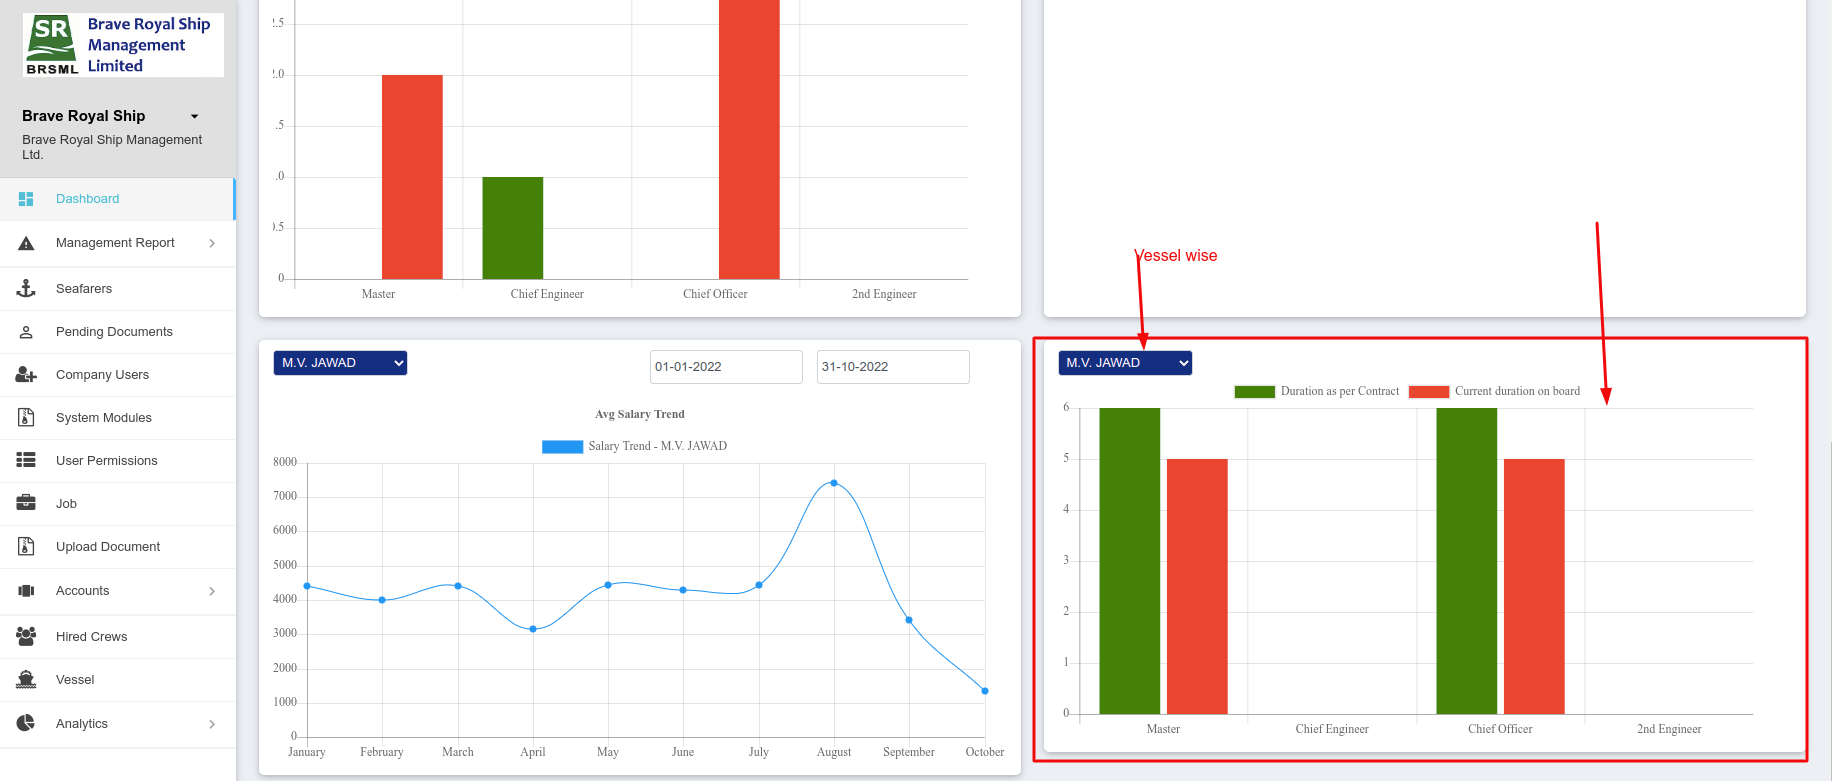 SR
BRSML
Brave Royal Ship
Management
Limited
Brave Royal Ship
Brave Royal Ship Management
Ltd.
Dashboard
Management Report
Seafarers
Pending Documents
Company Users
System Modules
User Permissions
Job
Upload Document
Accounts
Hired Crews
Vessel
Analytics
2.5
2.0
.5
.0
0.5
0
Master
Chief Engineer
Chief Officer
2nd Engineer
Vessel wise
M.V. JAWAD
01-01-2022
31-10-2022
Avg Salary Trend
Salary Trend - M.V. JAWAD
8000
7000
6000
5000
4000
3000
2000
1000
0
January February March April May June July August September October
M.V. JAWAD
Duration as per Contract
Current duration on board
6
5
4
3
2
1
0
Master
Chief Engineer
Chief Officer
2nd Engineer